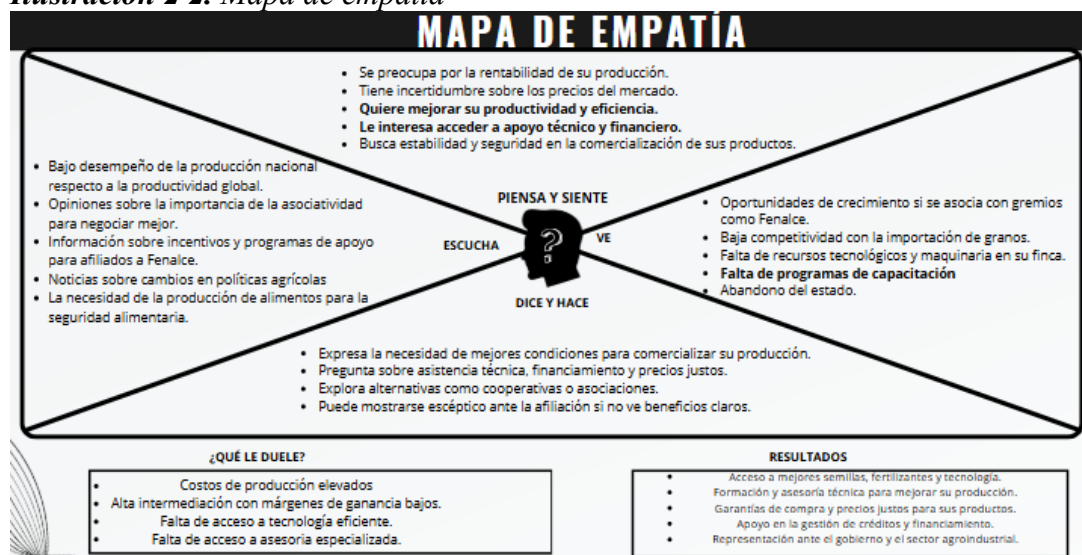 Ilustración 2-2. Mapa de empatía
MAPA DE EMPATÍA
• Se preocupa por la rentabilidad de su producción.
• Tiene incertidumbre sobre los precios del mercado.
• Quiere mejorar su productividad y eficiencia.
• Le interesa acceder a apoyo técnico y financiero.
• Busca estabilidad y seguridad en la comercialización de sus productos.
PIENSA Y SIENTE
• Bajo desempeño de la producción nacional
respecto a la productividad global.
• Opiniones sobre la importancia de la asociatividad
para negociar mejor.
• Información sobre incentivos y programas de apoyo
para afiliados a Fenalce.
• Noticias sobre cambios en políticas agrícolas
• La necesidad de la producción de alimentos para la
seguridad alimentaria.
ESCUCHA
?
VE
• Oportunidades de crecimiento si se asocia con gremios
como Fenalce.
• Baja competitividad con la importación de granos.
• Falta de recursos tecnológicos y maquinaria en su finca.
• Falta de programas de capacitación
• Abandono del estado.
DICE Y HACE
• Expresa la necesidad de mejores condiciones para comercializar su producción.
• Pregunta sobre asistencia técnica, financiamiento y precios justos.
• Explora alternativas como cooperativas o asociaciones.
• Puede mostrarse escéptico ante la afiliación si no ve beneficios claros.
¿QUÉ LE DUELE?
• Costos de producción elevados
• Alta intermediación con márgenes de ganancia bajos.
• Falta de acceso a tecnología eficiente.
• Falta de acceso a asesoria especializada.
RESULTADOS
• Acceso a mejores semillas, fertilizantes y tecnología.
• Formación y asesoría técnica para mejorar su producción.
• Garantías de compra y precios justos para sus productos.
• Apoyo en la gestión de créditos y financiamiento.
• Representación ante el gobierno y el sector agroindustrial.